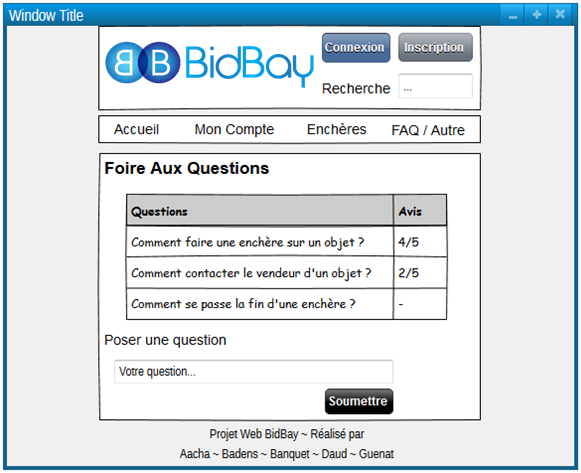 Window Title
BB BidBay
Connexion Inscription
Recherche ...
Accueil Mon Compte Enchères FAQ / Autre
Foire Aux Questions
Questions Avis
Comment faire une enchère sur un objet ? 4/5
Comment contacter le vendeur d'un objet ? 2/5
Comment se passe la fin d'une enchère ? -
Poser une question
Votre question...
Soumettre
Projet Web BidBay ~ Réalisé par
Aacha ~ Badens ~ Banquet ~ Daud ~ Guenat